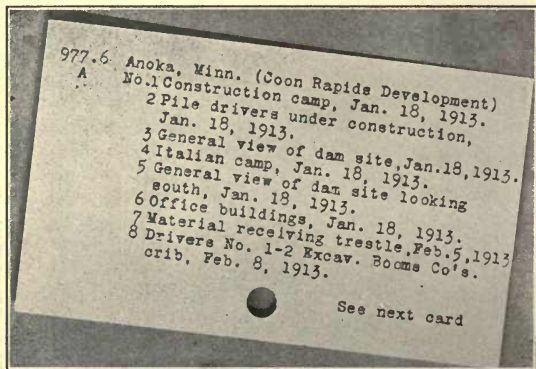 977.6 Anoka, Minn. (Coon Rapids Development)
A No.1 Construction camp, Jan. 18, 1913.
2 Pile drivers under construction,
Jan. 18, 1913.
3 General view of dam site, Jan.18,1913.
4 Italian camp, Jan. 18, 1913.
5 General view of dam site looking
south, Jan. 18, 1913.
6 Office buildings, Jan. 18, 1913.
7 Material receiving trestle, Feb.5,1913
8 Drivers No. 1-2 Excav. Booms Co's.
crib, Feb. 8, 1913.
See next card